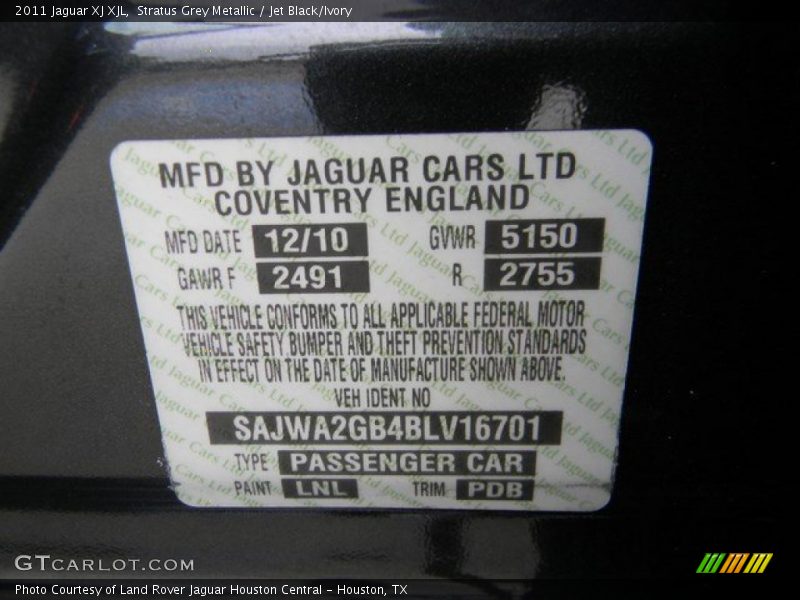 2011 Jaguar XJ XJL, Stratus Grey Metallic / Jet Black/Ivory
MFD BY JAGUAR CARS LTD
COVENTRY ENGLAND
MFD DATE 12/10 GVWR 5150
GAWR F 2491 R 2755
THIS VEHICLE CONFORMS TO ALL APPLICABLE FEDERAL MOTOR
VEHICLE SAFETY BUMPER AND THEFT PREVENTION STANDARDS
IN EFFECT ON THE DATE OF MANUFACTURE SHOWN ABOVE.
VEH IDENT NO
SAJWA2GB4BLV16701
TYPE PASSENGER CAR
PAINT LNL TRIM PDB
GTCARLOT.COM
Photo Courtesy of Land Rover Jaguar Houston Central - Houston, TX